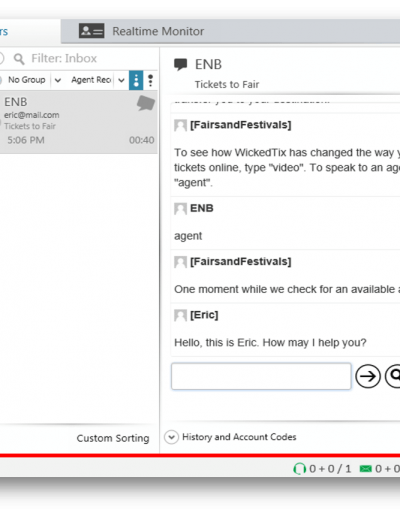 rs
Realtime Monitor
Filter: Inbox
No Group
Agent Rec
ENB
eric@mail.com
Tickets to Fair
5:06 PM
00:40
ENB
Tickets to Fair
transfer you to your destination.
[FairsandFestivals]
To see how WickedTix has changed the way y
tickets online, type "video". To speak to an age
"agent".
ENB
agent
[FairsandFestivals]
One moment while we check for an available a
[Eric]
Hello, this is Eric. How may I help you?
Custom Sorting
History and Account Codes
0 + 0 / 1
0 + 0